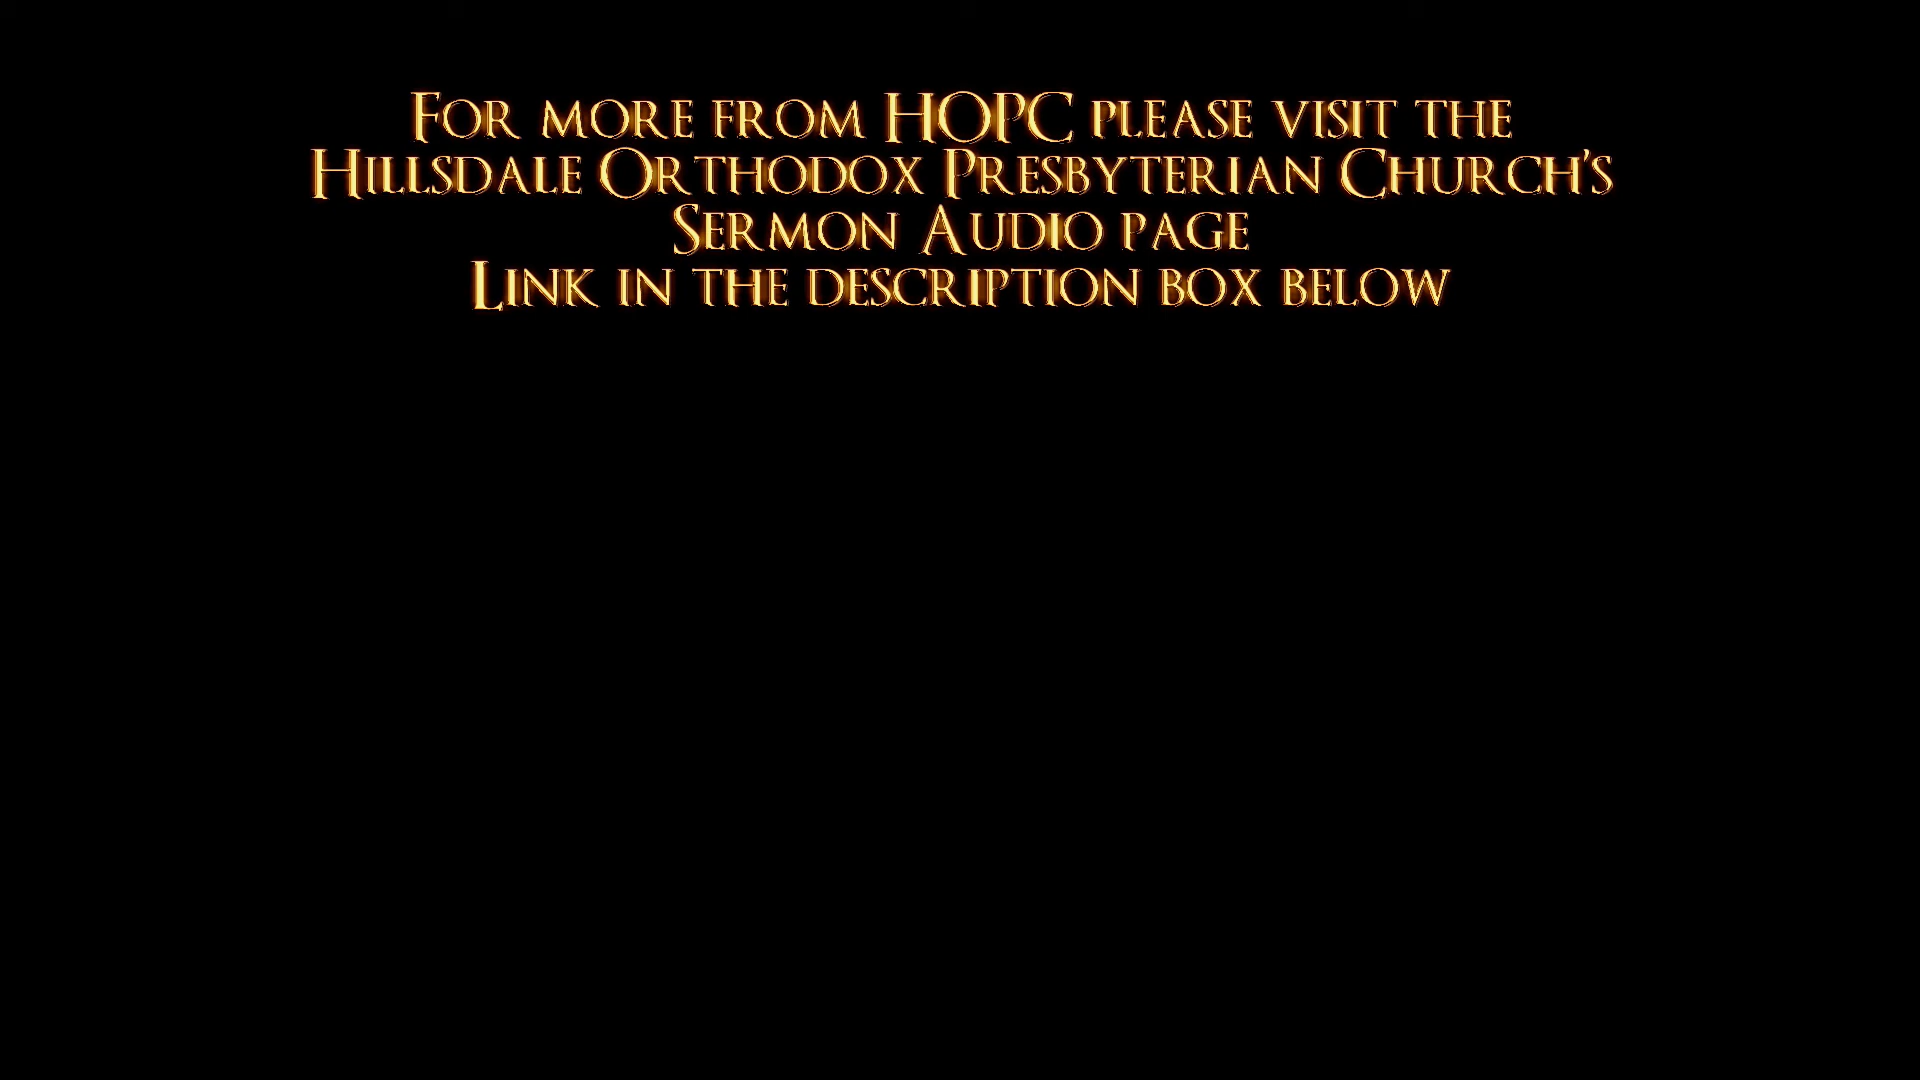 For more from HOPC please visit the
Hillsdale Orthodox Presbyterian Church's
Sermon Audio page
Link in the description box below